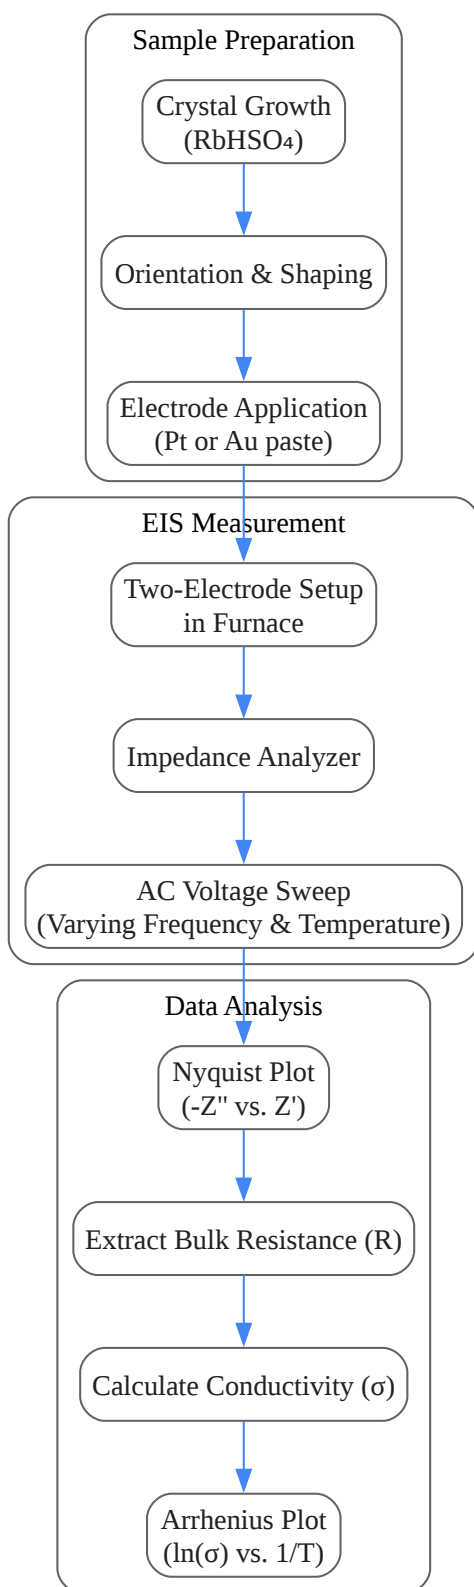 Sample Preparation
Crystal Growth
(RbHSO₄)
Orientation & Shaping
Electrode Application
(Pt or Au paste)
EIS Measurement
Two-Electrode Setup
in Furnace
Impedance Analyzer
AC Voltage Sweep
(Varying Frequency & Temperature)
Data Analysis
Nyquist Plot
(-Z'' vs. Z')
Extract Bulk Resistance (R)
Calculate Conductivity (σ)
Arrhenius Plot
(ln(σ) vs. 1/T)